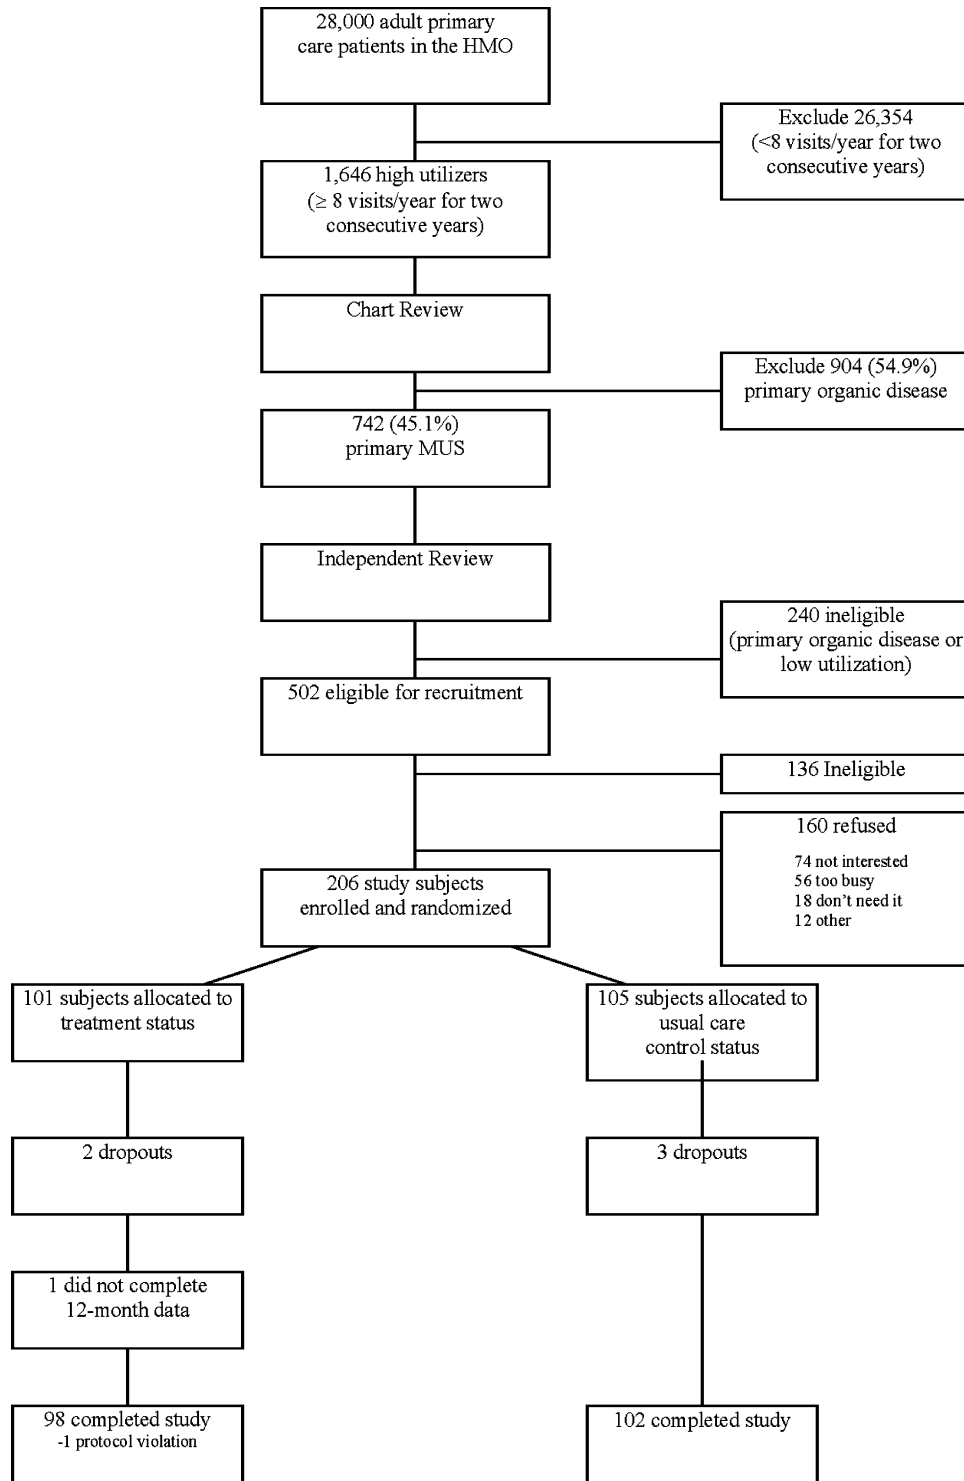 28,000 adult primary
care patients in the HMO
Exclude 26,354
(<8 visits/year for two
consecutive years)
1,646 high utilizers
(≥ 8 visits/year for two
consecutive years)
Chart Review
Exclude 904 (54.9%)
primary organic disease
742 (45.1%)
primary MUS
Independent Review
240 ineligible
(primary organic disease or
low utilization)
502 eligible for recruitment
136 Ineligible
160 refused
74 not interested
56 too busy
18 don’t need it
12 other
206 study subjects
enrolled and randomized
101 subjects allocated to
treatment status
105 subjects allocated to
usual care
control status
2 dropouts
3 dropouts
1 did not complete
12-month data
98 completed study
-1 protocol violation
102 completed study